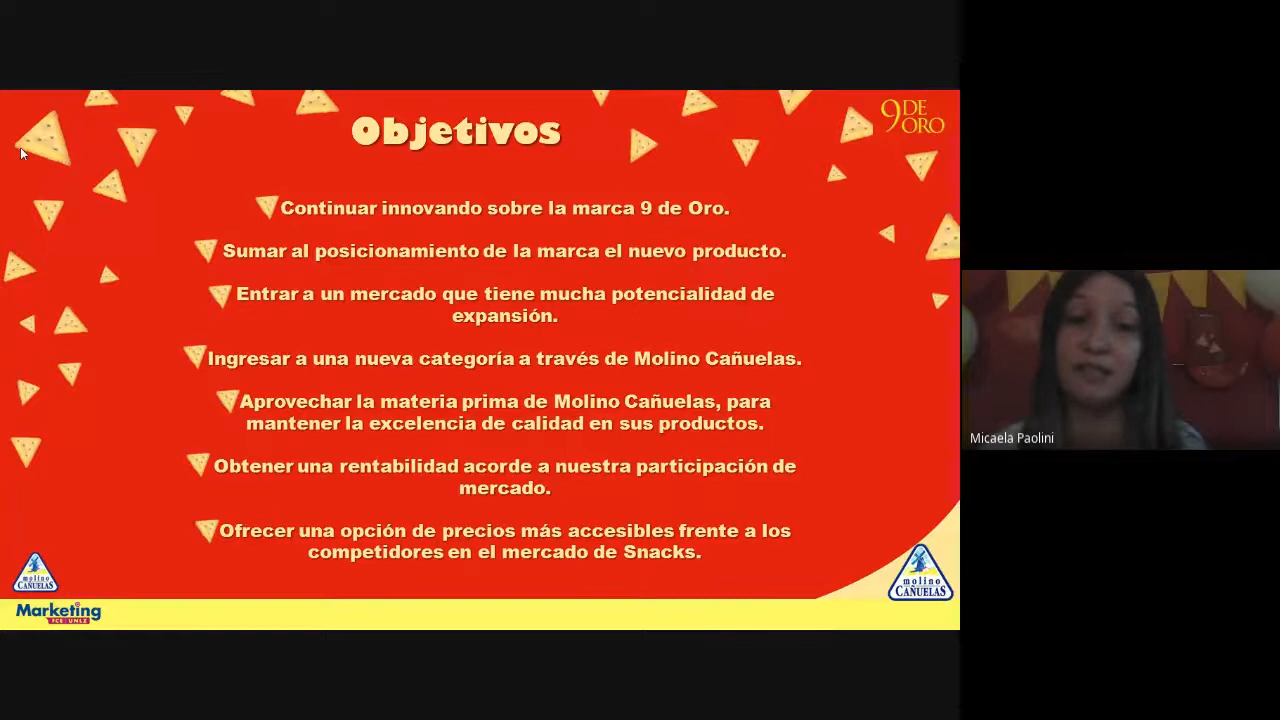 Objetivos
9 DE
ORO
Continuar innovando sobre la marca 9 de Oro.
Sumar al posicionamiento de la marca el nuevo producto.
Entrar a un mercado que tiene mucha potencialidad de
expansión.
Ingresar a una nueva categoría a través de Molino Cañuelas.
Aprovechar la materia prima de Molino Cañuelas, para
mantener la excelencia de calidad en sus productos.
Obtener una rentabilidad acorde a nuestra participación de
mercado.
Ofrecer una opción de precios más accesibles frente a los
competidores en el mercado de Snacks.
molino
CAÑUELAS
molino
CAÑUELAS
Marketing
FCE UNLZ
Micaela Paolini